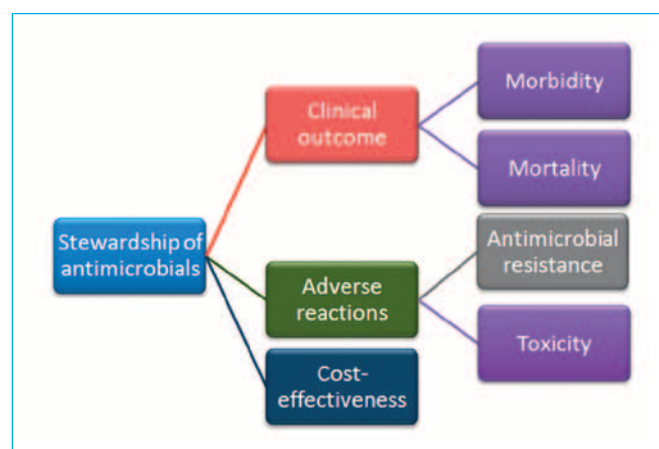 Stewardship of
antimicrobials
Clinical
outcome
Morbidity
Mortality
Adverse
reactions
Antimicrobial
resistance
Toxicity
Cost-
effectiveness